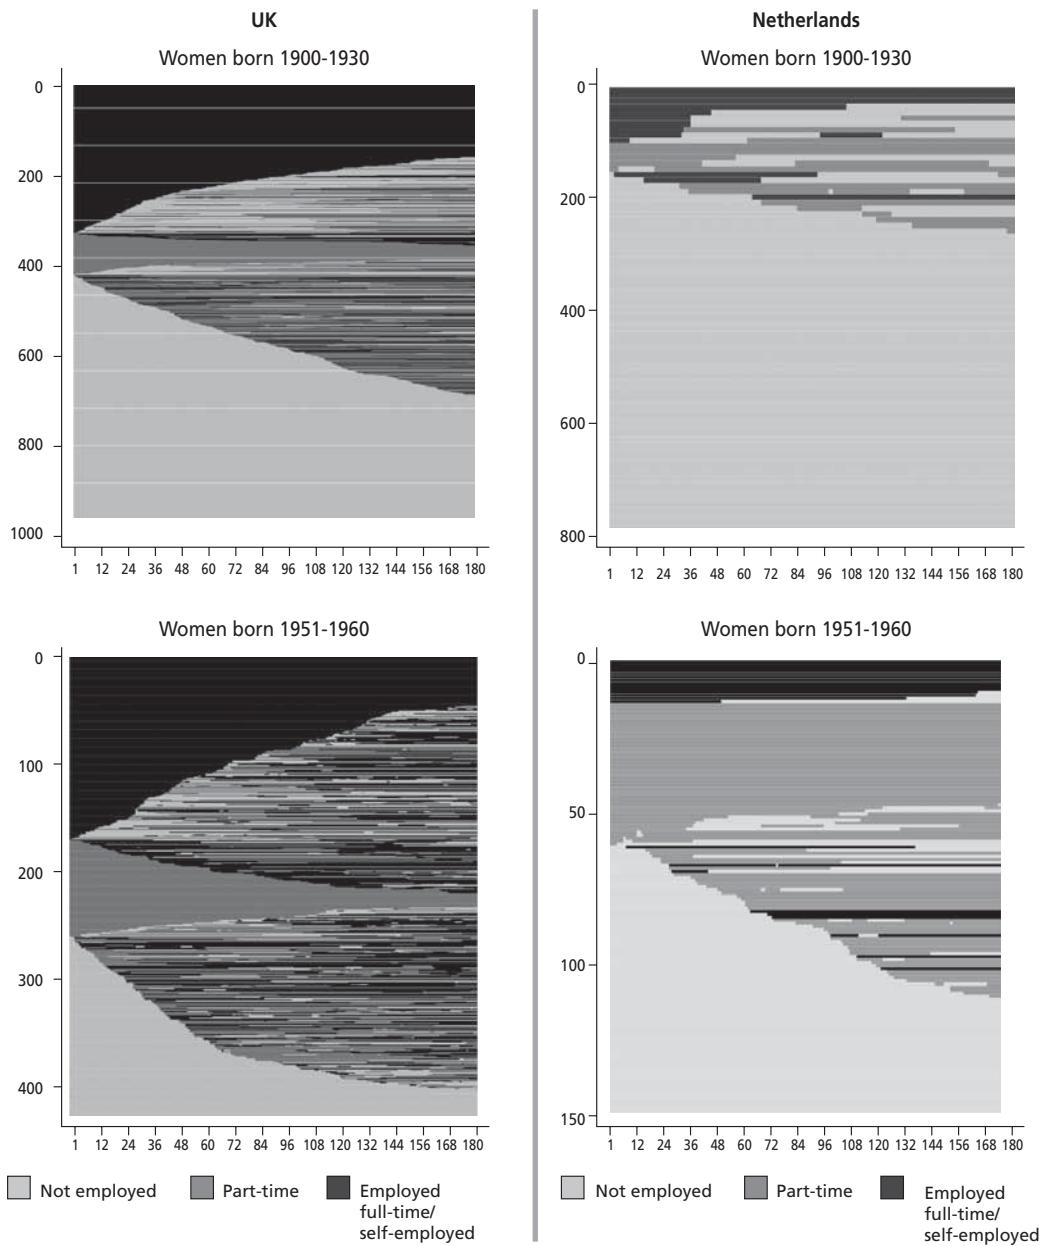 UK
Women born 1900-1930
0
200
400
600
800
1000
1 12 24 36 48 60 72 84 96 108 120 132 144 156 168 180
Women born 1951-1960
0
100
200
300
400
1 12 24 36 48 60 72 84 96 108 120 132 144 156 168 180
Not employed
Part-time
Employed
full-time/
self-employed
Netherlands
Women born 1900-1930
0
200
400
600
800
1 12 24 36 48 60 72 84 96 108 120 132 144 156 168 180
Women born 1951-1960
0
50
100
150
1 12 24 36 48 60 72 84 96 108 120 132 144 156 168 180
Not employed
Part-time
Employed
full-time/
self-employed